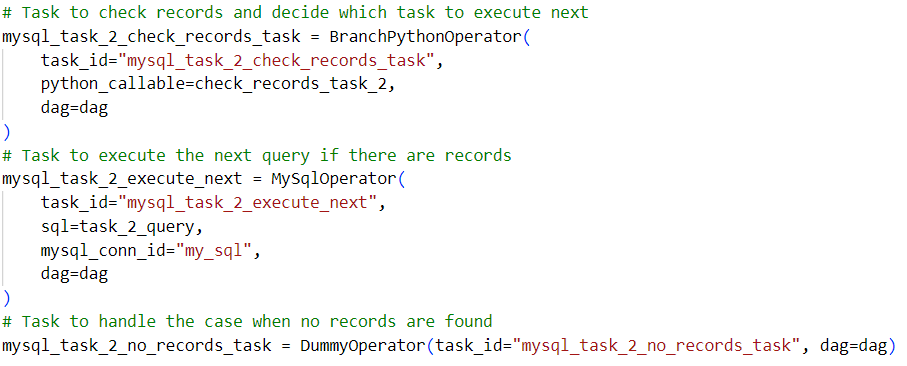 # Task to check records and decide which task to execute next
mysql_task_2_check_records_task = BranchPythonOperator(
    task_id="mysql_task_2_check_records_task",
    python_callable=check_records_task_2,
    dag=dag
)
# Task to execute the next query if there are records
mysql_task_2_execute_next = MySqlOperator(
    task_id="mysql_task_2_execute_next",
    sql=task_2_query,
    mysql_conn_id="my_sql",
    dag=dag
)
# Task to handle the case when no records are found
mysql_task_2_no_records_task = DummyOperator(task_id="mysql_task_2_no_records_task", dag=dag)